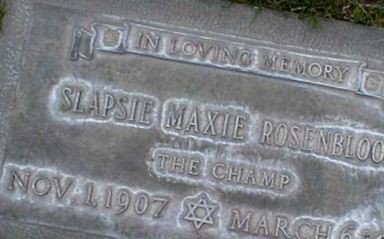 IN LOVING MEMORY
SLAPSIE MAXIE ROSENBLOO
THE CHAMP
NOV. 1, 1907 MARCH 6